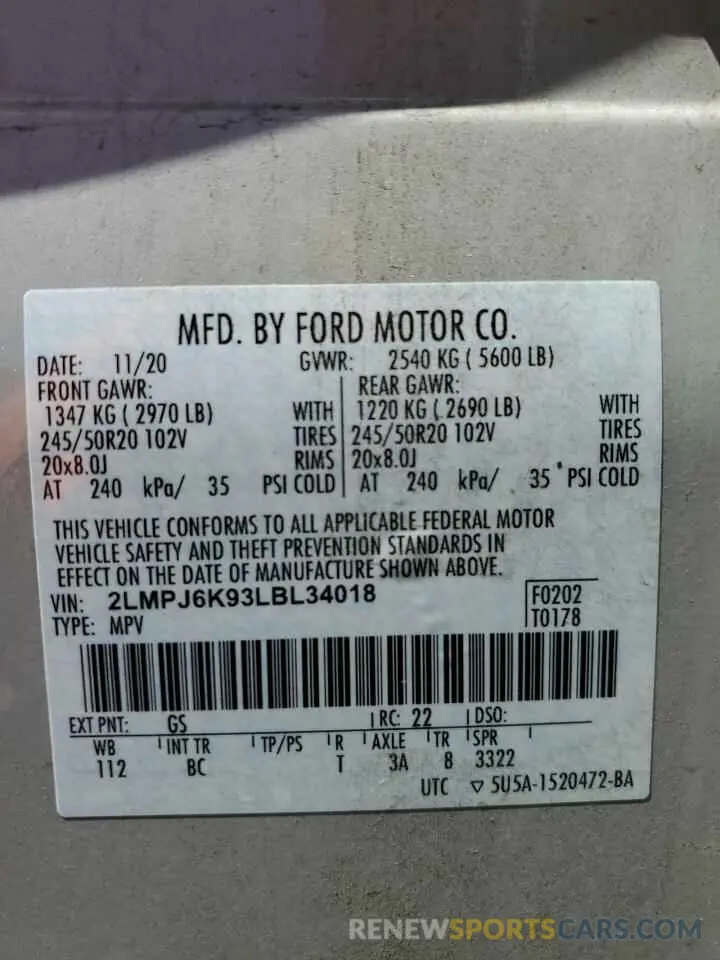 MFD. BY FORD MOTOR CO.
DATE: 11/20 GVWR: 2540 KG ( 5600 LB)
FRONT GAWR: REAR GAWR:
1347 KG ( 2970 LB) WITH 1220 KG ( 2690 LB) WITH
245/50R20 102V TIRES 245/50R20 102V TIRES
20x8.0J RIMS 20x8.0J RIMS
AT 240 kPa/ 35 PSI COLD AT 240 kPa/ 35 PSI COLD
THIS VEHICLE CONFORMS TO ALL APPLICABLE FEDERAL MOTOR
VEHICLE SAFETY AND THEFT PREVENTION STANDARDS IN
EFFECT ON THE DATE OF MANUFACTURE SHOWN ABOVE.
VIN: 2LMPJ6K93LBL34018 F0202
TYPE: MPV T0178
EXT PNT: GS RC: 22 DSO:
WB INT TR TP/PS R AXLE TR SPR
112 BC T 3A 8 3322
UTC ▽ 5U5A-1520472-BA
RENEWSPORTSCARS.COM